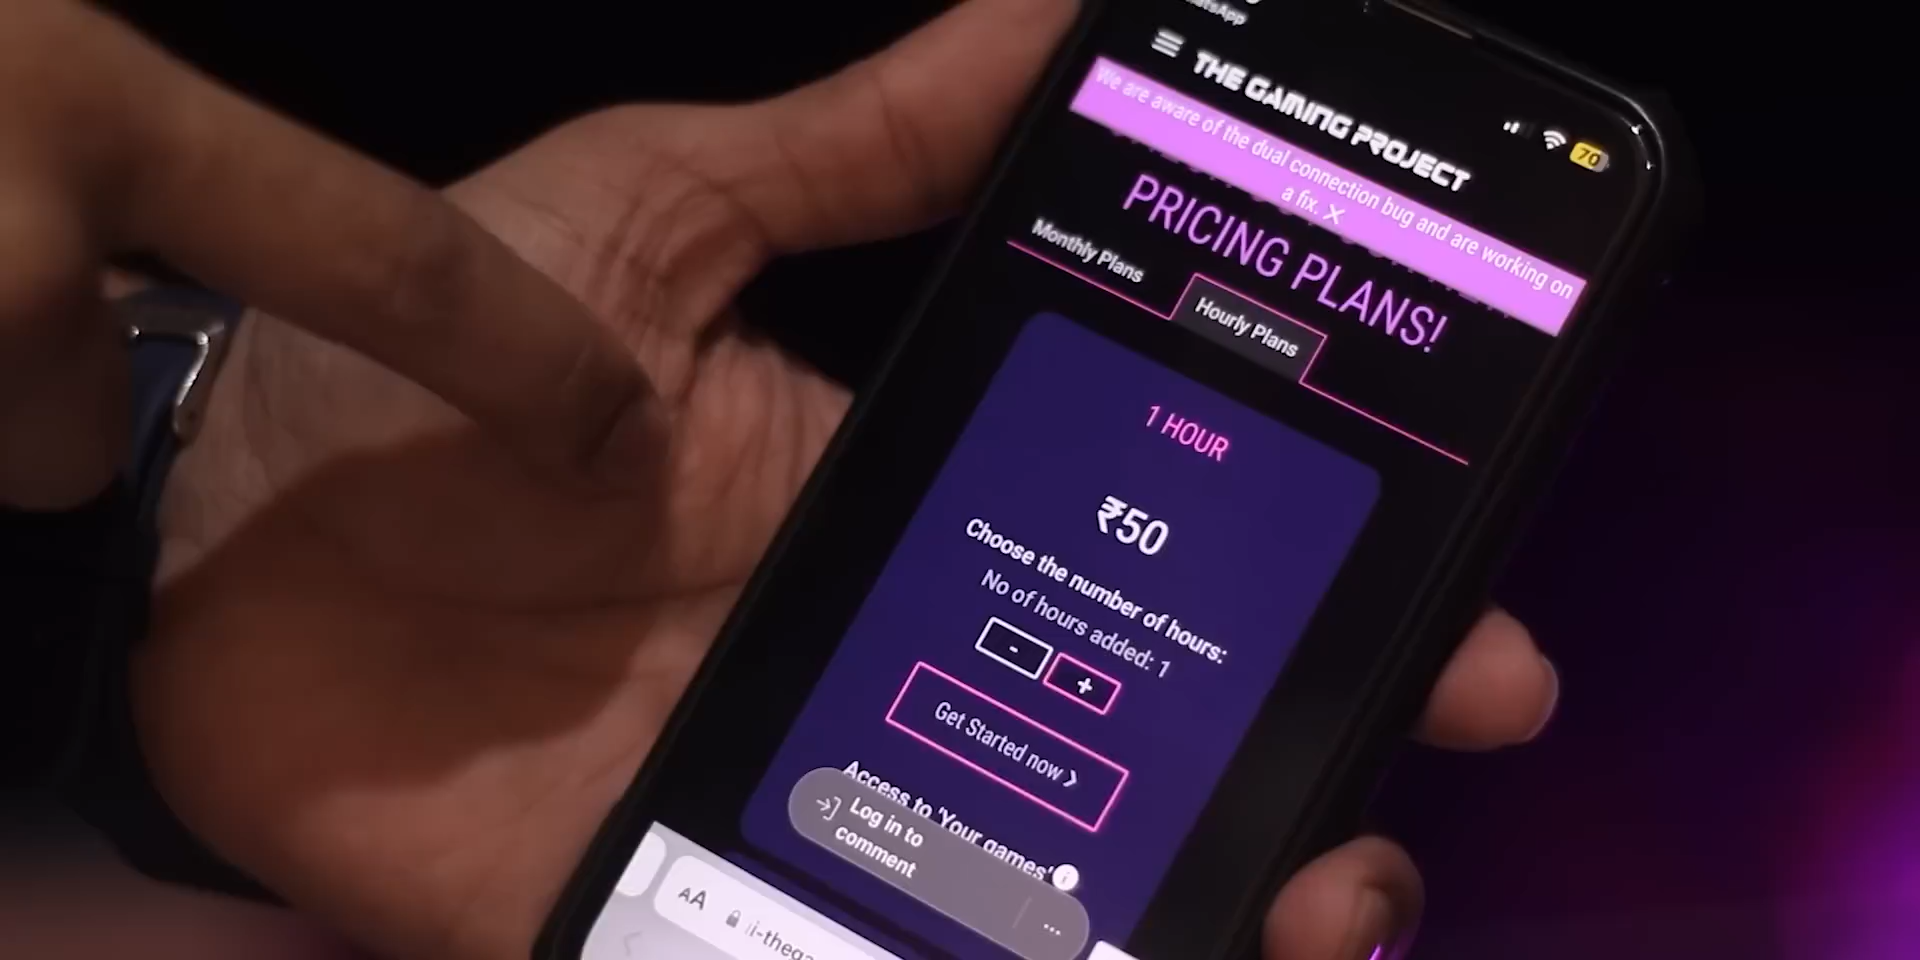 THE GAMING PROJECT
70
We are aware of the dual connection bug and are working on
a fix. X
PRICING PLANS!
Monthly Plans
Hourly Plans
1 HOUR
₹50
Choose the number of hours:
No of hours added: 1
- +
Get Started now >
Access to 'Your games' i
Log in to
comment
...
AA